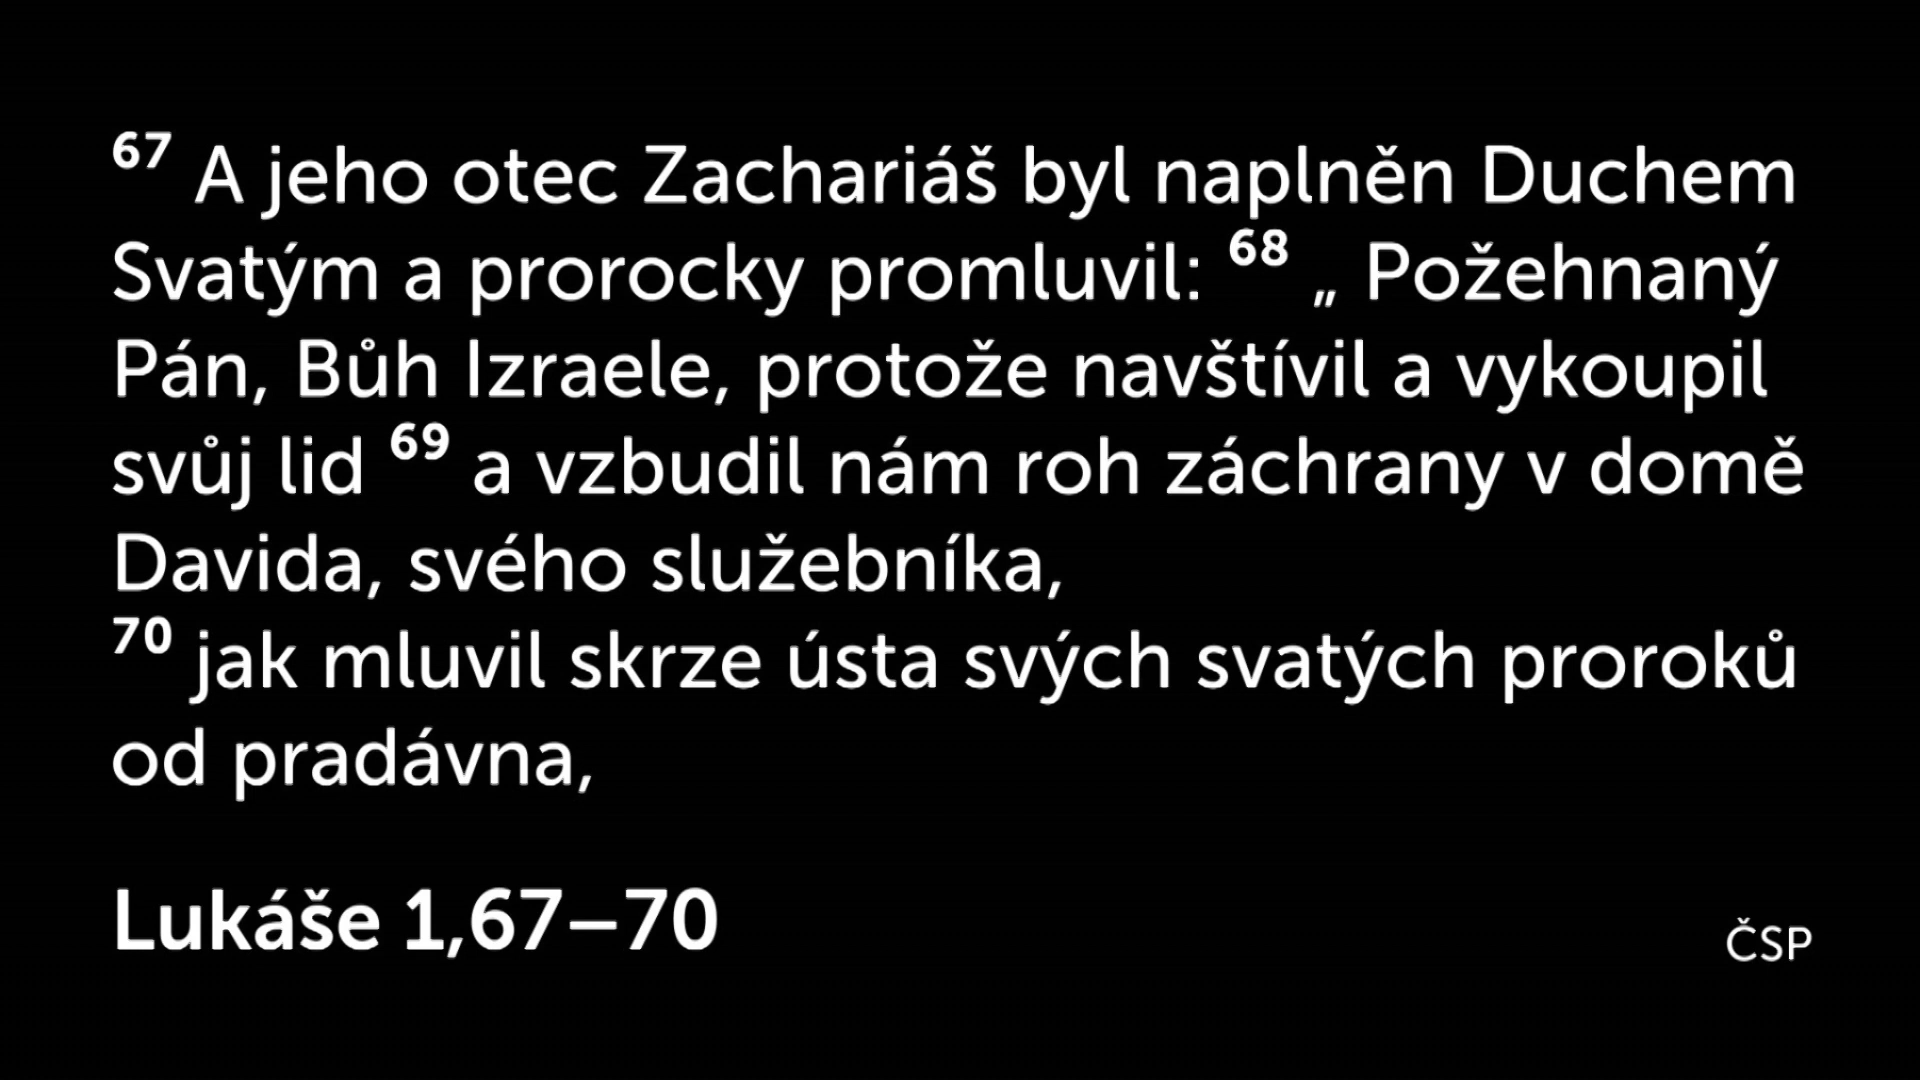 67 A jeho otec Zachariáš byl naplněn Duchem
Svatým a prorocky promluvil: 68 „ Požehnaný
Pán, Bůh Izraele, protože navštívil a vykoupil
svůj lid 69 a vzbudil nám roh záchrany v domě
Davida, svého služebníka,
70 jak mluvil skrze ústa svých svatých proroků
od pradávna,
Lukáše 1,67–70
ČSP